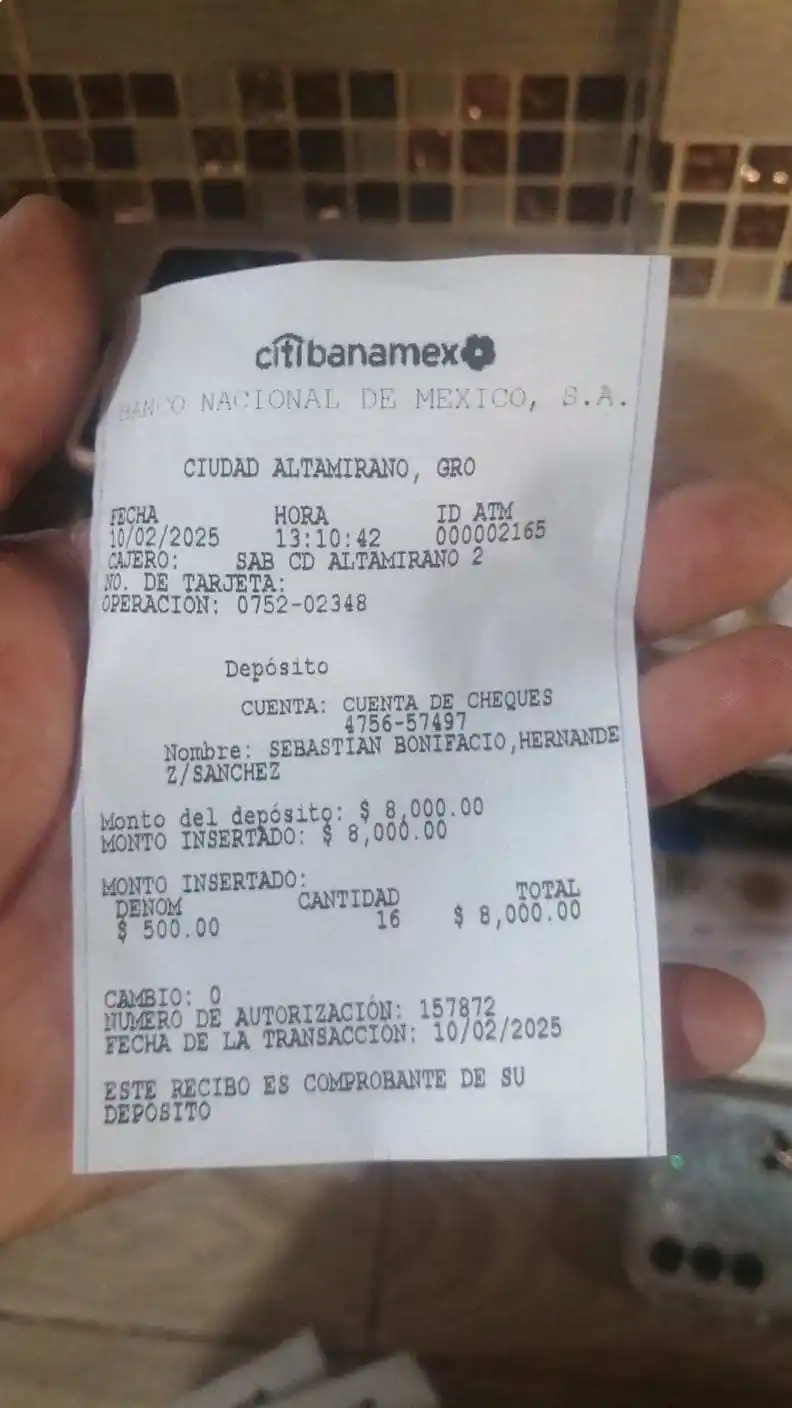 citibanamex
BANCO NACIONAL DE MEXICO, S.A.
CIUDAD ALTAMIRANO, GRO
FECHA HORA ID ATM
10/02/2025 13:10:42 000002165
CAJERO: SAB CD ALTAMIRANO 2
NO. DE TARJETA:
OPERACION: 0752-02348
Depósito
CUENTA: CUENTA DE CHEQUES
4756-57497
Nombre: SEBASTIAN BONIFACIO,HERNANDE
Z/SANCHEZ
Monto del depósito: $ 8,000.00
MONTO INSERTADO: $ 8,000.00
MONTO INSERTADO:
DENOM CANTIDAD TOTAL
$ 500.00 16 $ 8,000.00
CAMBIO: 0
NUMERO DE AUTORIZACIÓN: 157872
FECHA DE LA TRANSACCION: 10/02/2025
ESTE RECIBO ES COMPROBANTE DE SU
DEPOSITO